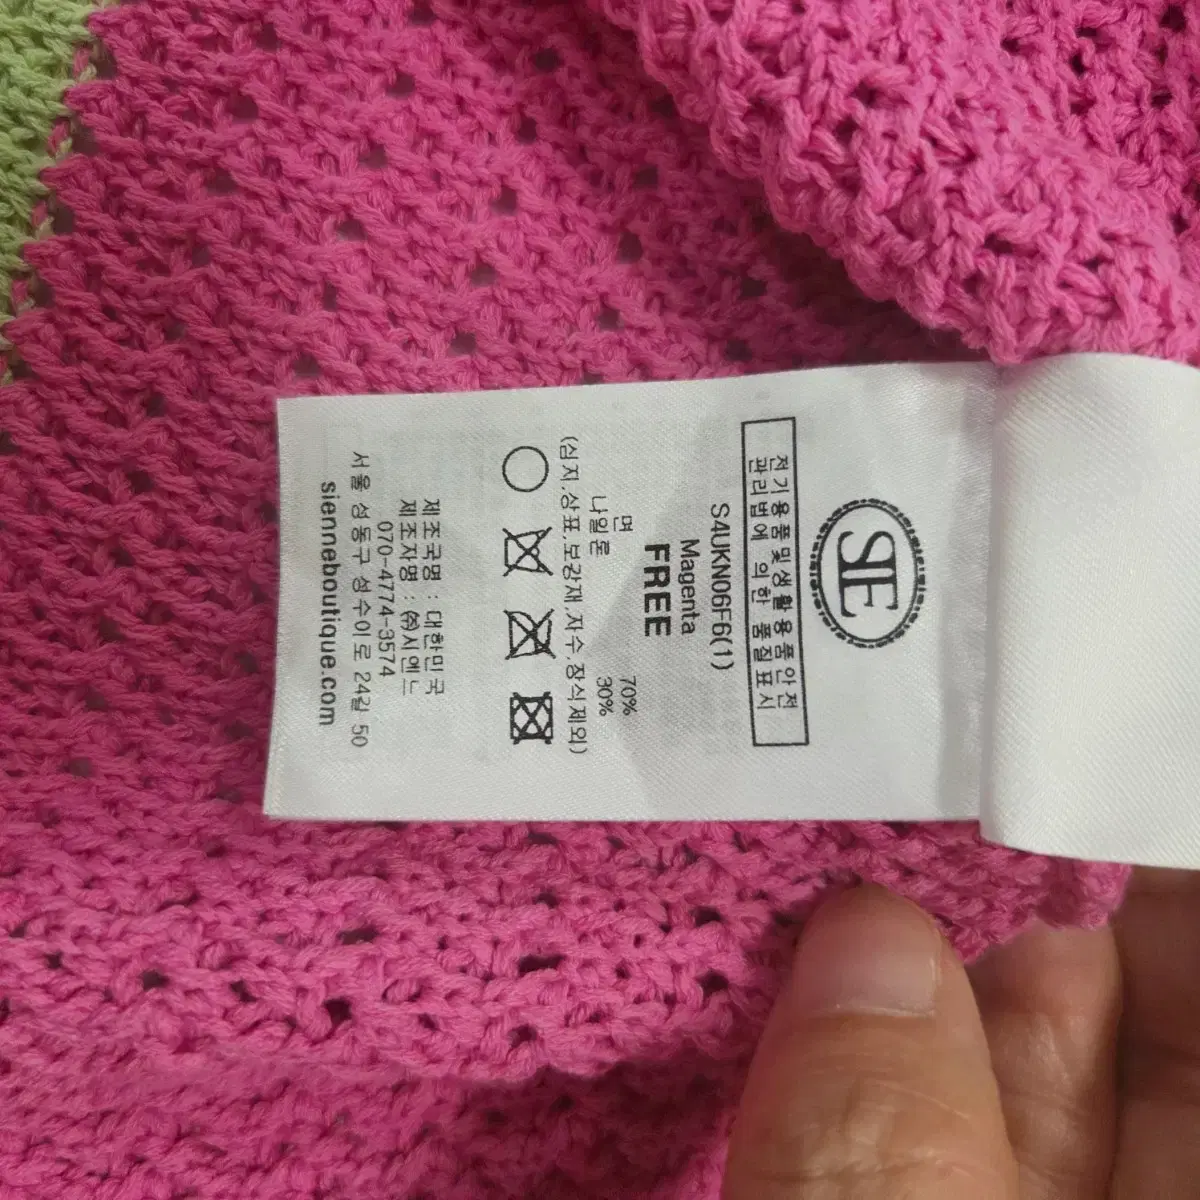 SIE
전기용품및생활용품안전
관리법에 의한 품질표시
S4UKN06F6(1)
Magenta
FREE
면 70%
나일론 30%
(심지,상표,보강재,자수,장식제외)
제조국명 : 대한민국
제조자명 : ㈜시엔느
070-4774-3574
서울 성동구 성수이로 24길 50
sienneboutique.com